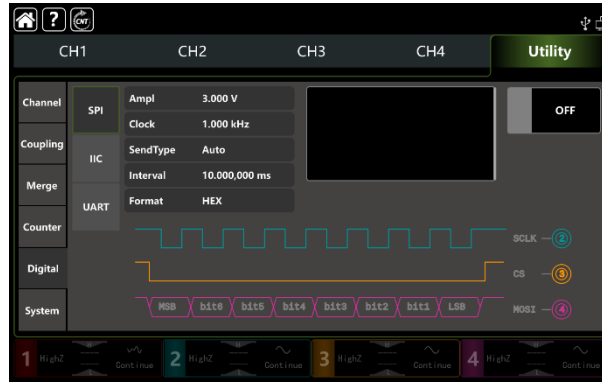 ? CNT
CH1 CH2 CH3 CH4 Utility
Channel
Coupling
Merge
Counter
Digital
System
SPI
IIC
UART
Ampl 3.000 V
Clock 1.000 kHz
SendType Auto
Interval 10.000,000 ms
Format HEX
OFF
SCLK 2
CS 3
MSB bit6 bit5 bit4 bit3 bit2 bit1 LSB MOSI 4
1 HighZ Continue 2 HighZ Continue 3 HighZ Continue 4 HighZ Continue